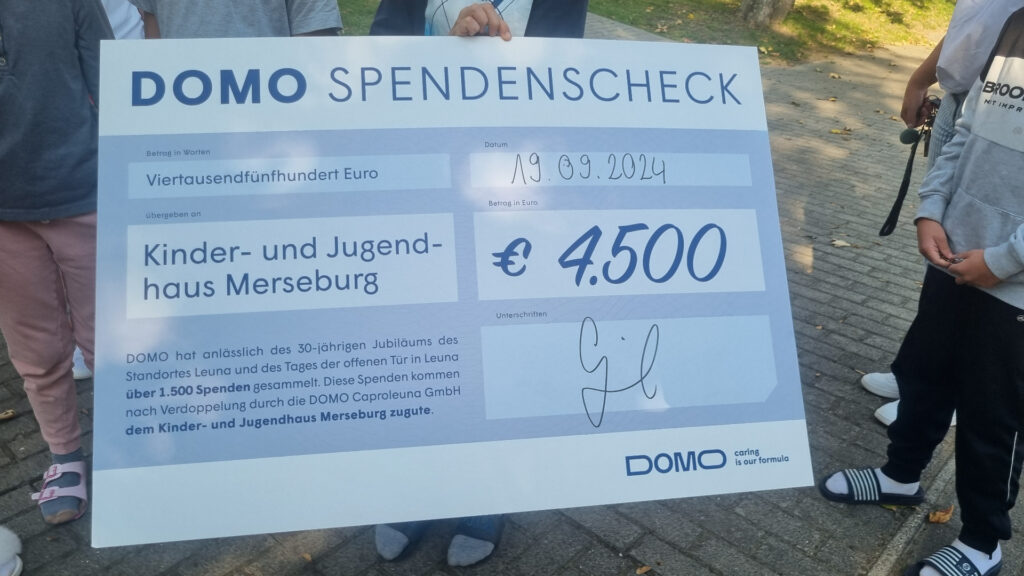 DOMO SPENDENSCHECK
Betrag in Worten
Viertausendfünfhundert Euro
Datum
19.09.2024
übergeben an
Kinder- und Jugend-
haus Merseburg
Betrag in Euro
€ 4.500
DOMO hat anlässlich des 30-jährigen Jubiläums des
Standortes Leuna und des Tages der offenen Tür in Leuna
über 1.500 Spenden gesammelt. Diese Spenden kommen
nach Verdoppelung durch die DOMO Caproleuna GmbH
dem Kinder- und Jugendhaus Merseburg zugute.
Unterschriften
DOMO
caring
is our formula